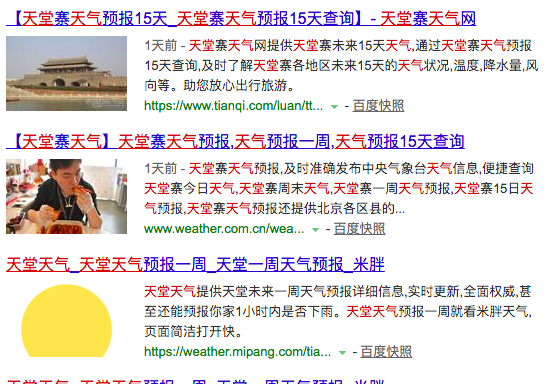 【天堂寨天气预报15天_天堂寨天气预报15天查询】- 天堂寨天气网
1天前 - 天堂寨天气网提供天堂寨未来15天天气,通过天堂寨天气预报
15天查询,及时了解天堂寨各地区未来15天的天气状况,温度,降水量,风
向等。助您放心出行旅游。
https://www.tianqi.com/luan/tt... - 百度快照
【天堂寨天气】天堂寨天气预报,天气预报一周,天气预报15天查询
1天前 - 天堂寨天气预报,及时准确发布中央气象台天气信息,便捷查询
天堂寨今日天气,天堂寨周末天气,天堂寨一周天气预报,天堂寨15日天
气预报,天堂寨天气预报还提供北京各区县的...
www.weather.com.cn/wea... - 百度快照
天堂天气_天堂天气预报一周_天堂一周天气预报_米胖
天堂天气提供天堂未来一周天气预报详细信息,实时更新,全面权威,甚
至还能预报你家1小时内是否下雨。天堂天气预报一周就看米胖天气,
页面简洁打开快。
https://weather.mipang.com/tia... - 百度快照